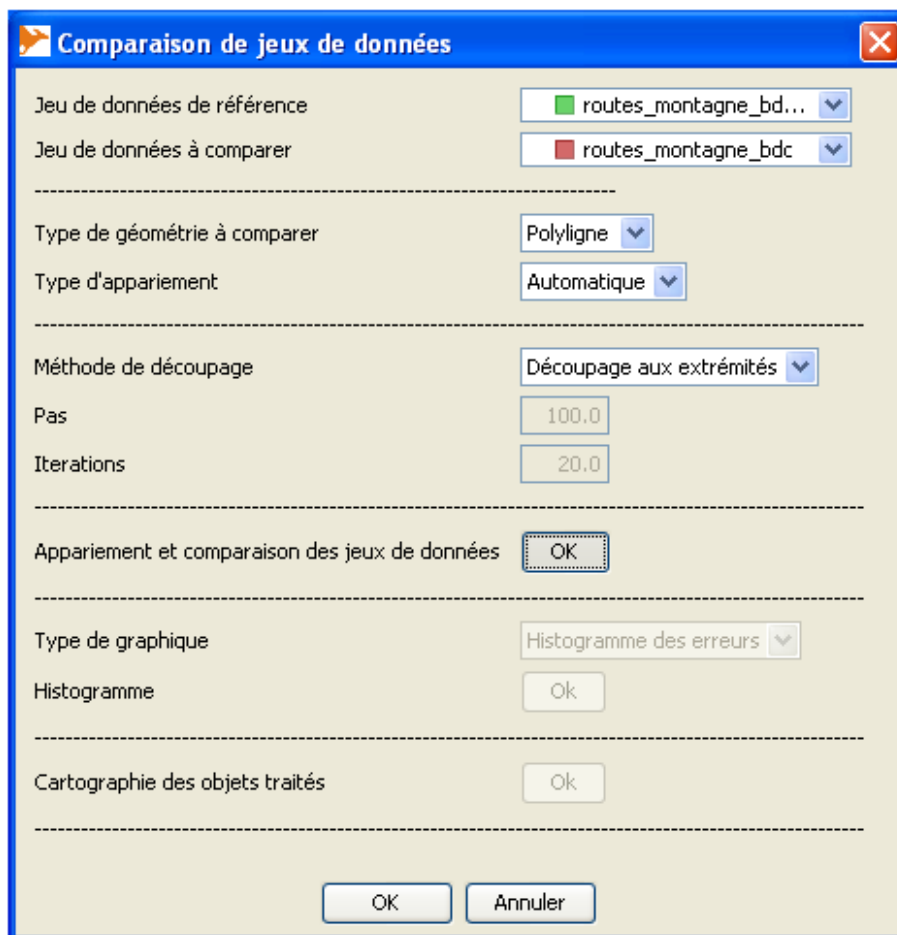 Comparaison de jeux de données
Jeu de données de référence routes_montagne_bd...
Jeu de données à comparer routes_montagne_bdc
Type de géométrie à comparer Polyligne
Type d'appariement Automatique
Méthode de découpage Découpage aux extrémités
Pas 100.0
Iterations 20.0
Appariement et comparaison des jeux de données OK
Type de graphique Histogramme des erreurs
Histogramme Ok
Cartographie des objets traités Ok
OK Annuler